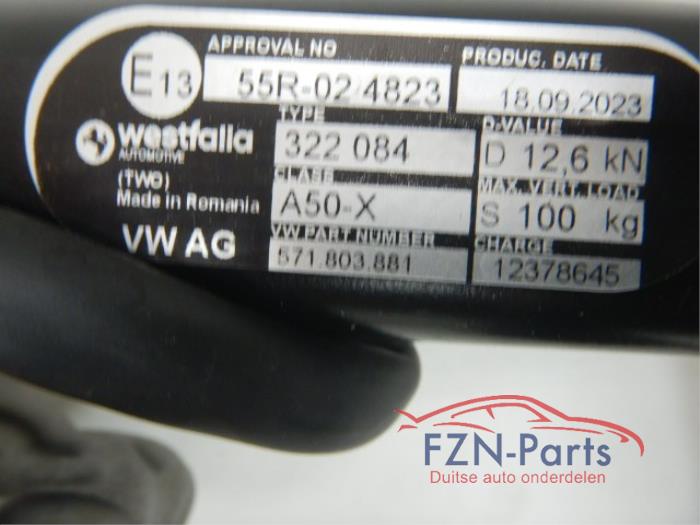 E13
APPROVAL NO
55R-02 4823
PRODUC. DATE
18.09.2023
westfalia
AUTOMOTIVE
(TWO)
Made in Romania
VW AG
TYPE
322 084
D-VALUE
D 12,6 kN
CLASS
A50-X
MAX. VERT. LOAD
S 100 kg
VW PART NUMBER
571.803.881
CHARGE
12378645
FZN-Parts
Duitse auto onderdelen